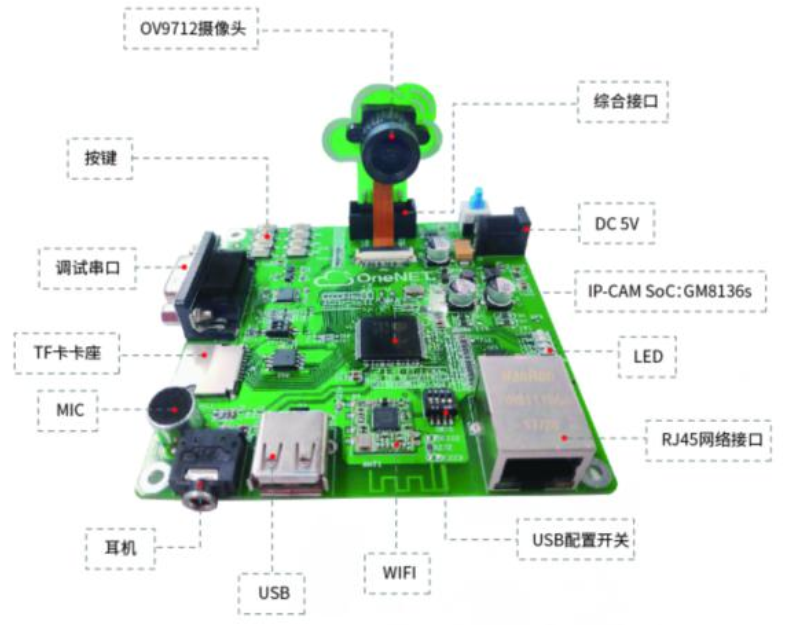 OV9712摄像头
综合接口
按键
DC 5V
调试串口
OneNET
IP-CAM SoC:GM8136s
TF卡卡座
LED
MIC
RJ45网络接口
ANT1
耳机
USB配置开关
WIFI
USB